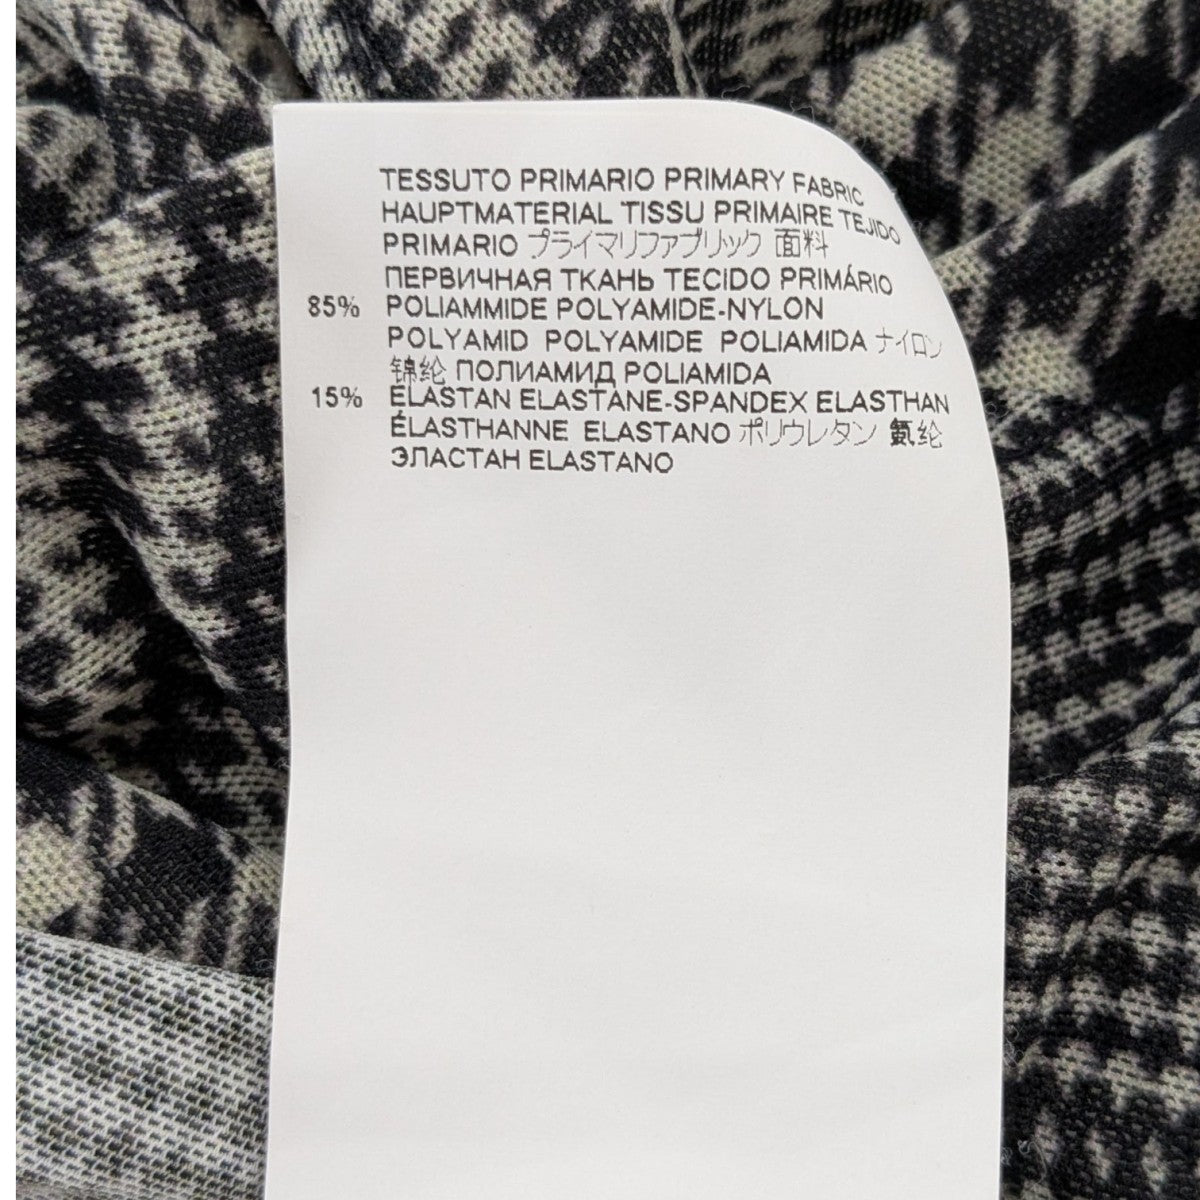 TESSUTO PRIMARIO PRIMARY FABRIC
HAUPTMATERIAL TISSU PRIMAIRE TEJIDO
PRIMARIO プライマリファブリック 面料
ПЕРВИЧНАЯ ТКАНЬ TECIDO PRIMÁRIO
85% POLIAMMIDE POLYAMIDE-NYLON
POLYAMID POLYAMIDE POLIAMIDA ナイロン
锦纶 ПОЛИАМИД POLIAMIDA
15% ELASTAN ELASTANE-SPANDEX ELASTHAN
ÉLASTHANNE ELASTANO ポリウレタン 氨纶
ЭЛАСТАН ELASTANO